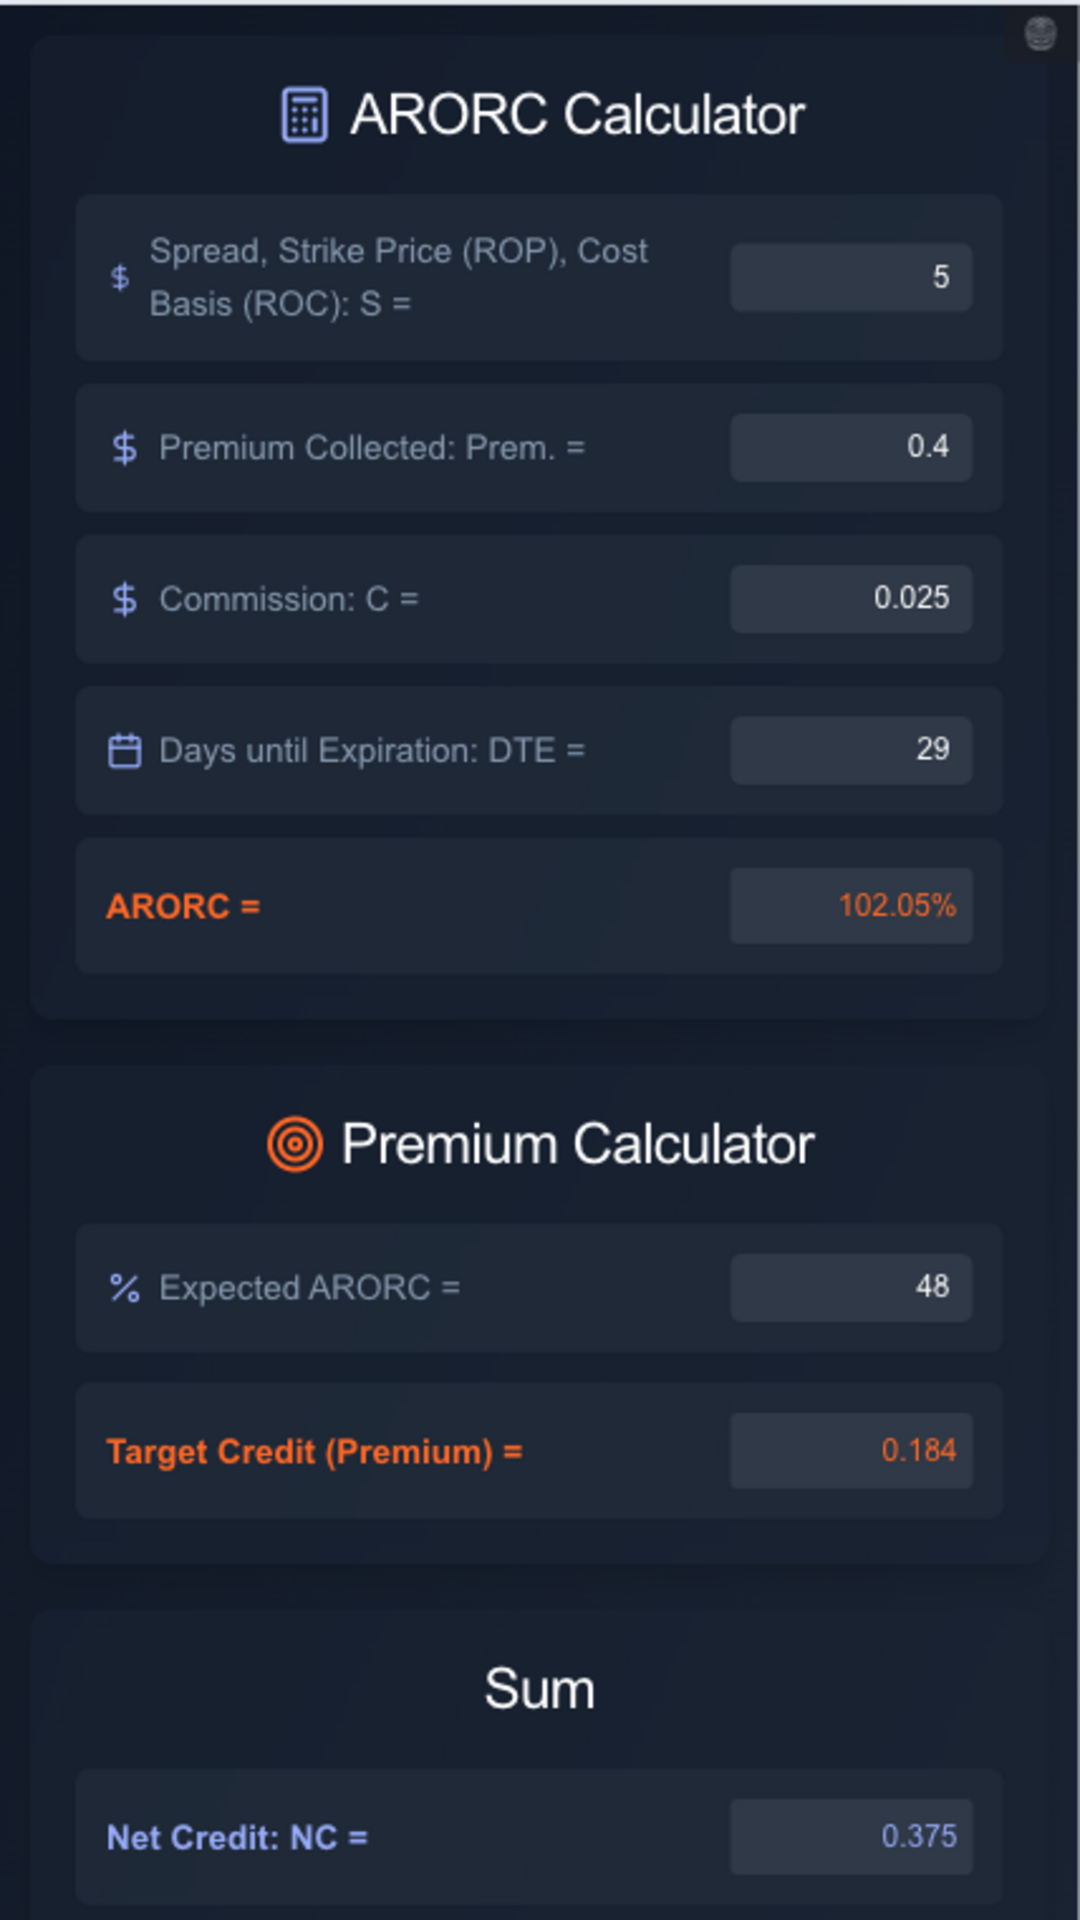 ARORC Calculator
Spread, Strike Price (ROP), Cost
Basis (ROC): S =
5
Premium Collected: Prem. =
0.4
Commission: C =
0.025
Days until Expiration: DTE =
29
ARORC =
102.05%
Premium Calculator
Expected ARORC =
48
Target Credit (Premium) =
0.184
Sum
Net Credit: NC =
0.375